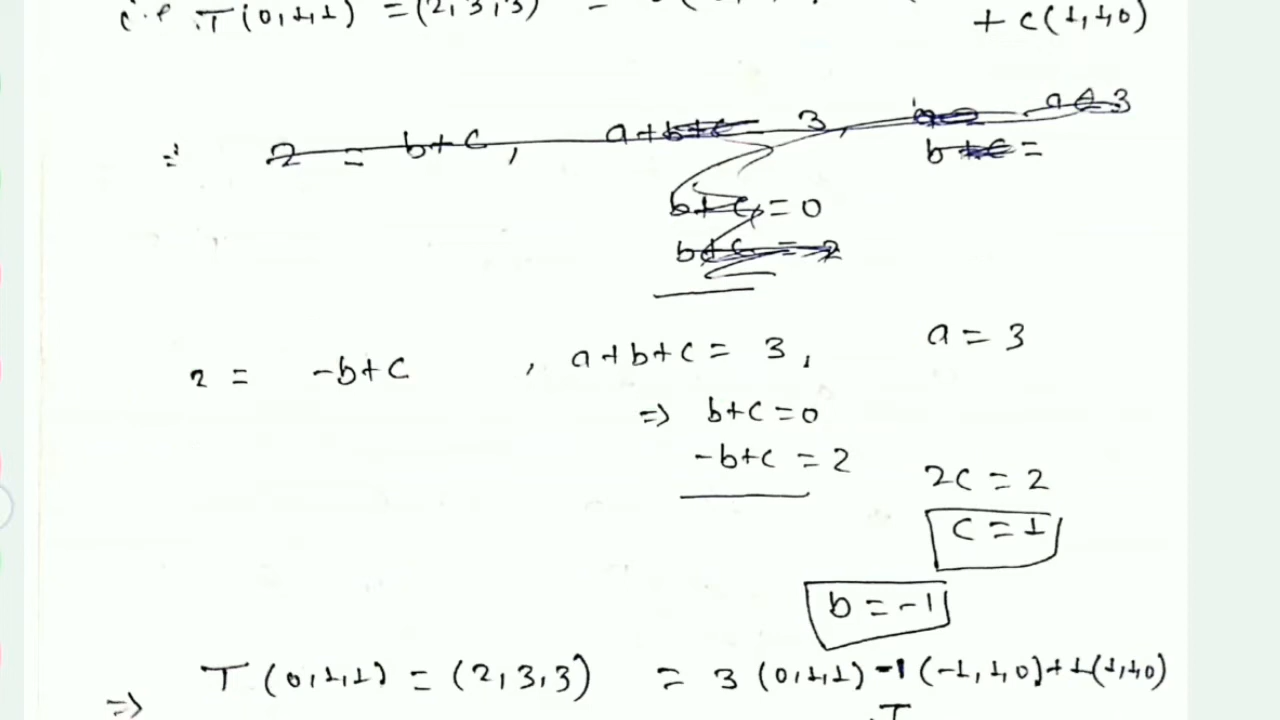 i.e T(0,1,1) = (2,3,3) =
+ c(1,1,0)
⇒ 2 = b+c, a+b+c = 3, a = 3
b+c =
b+c = 0
b+c = 2
2 = -b+c , a+b+c = 3, a = 3
⇒ b+c = 0
-b+c = 2
2c = 2
c = 1
b = -1
⇒ T(0,1,1) = (2,3,3) = 3(0,1,1) -1(-1,1,0)+1(1,1,0)